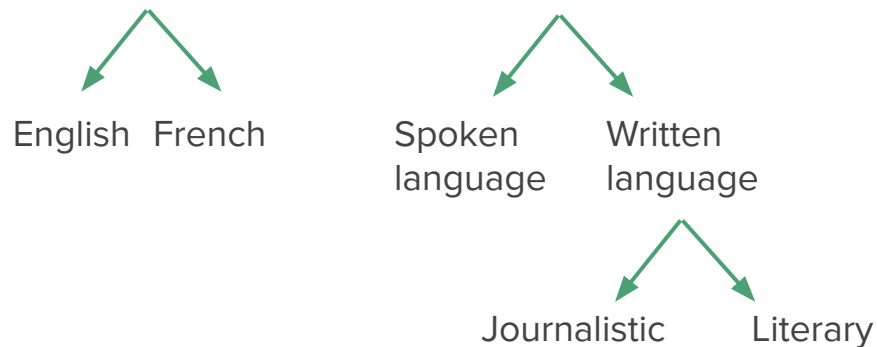 English French
Spoken Written
language language
Journalistic Literary